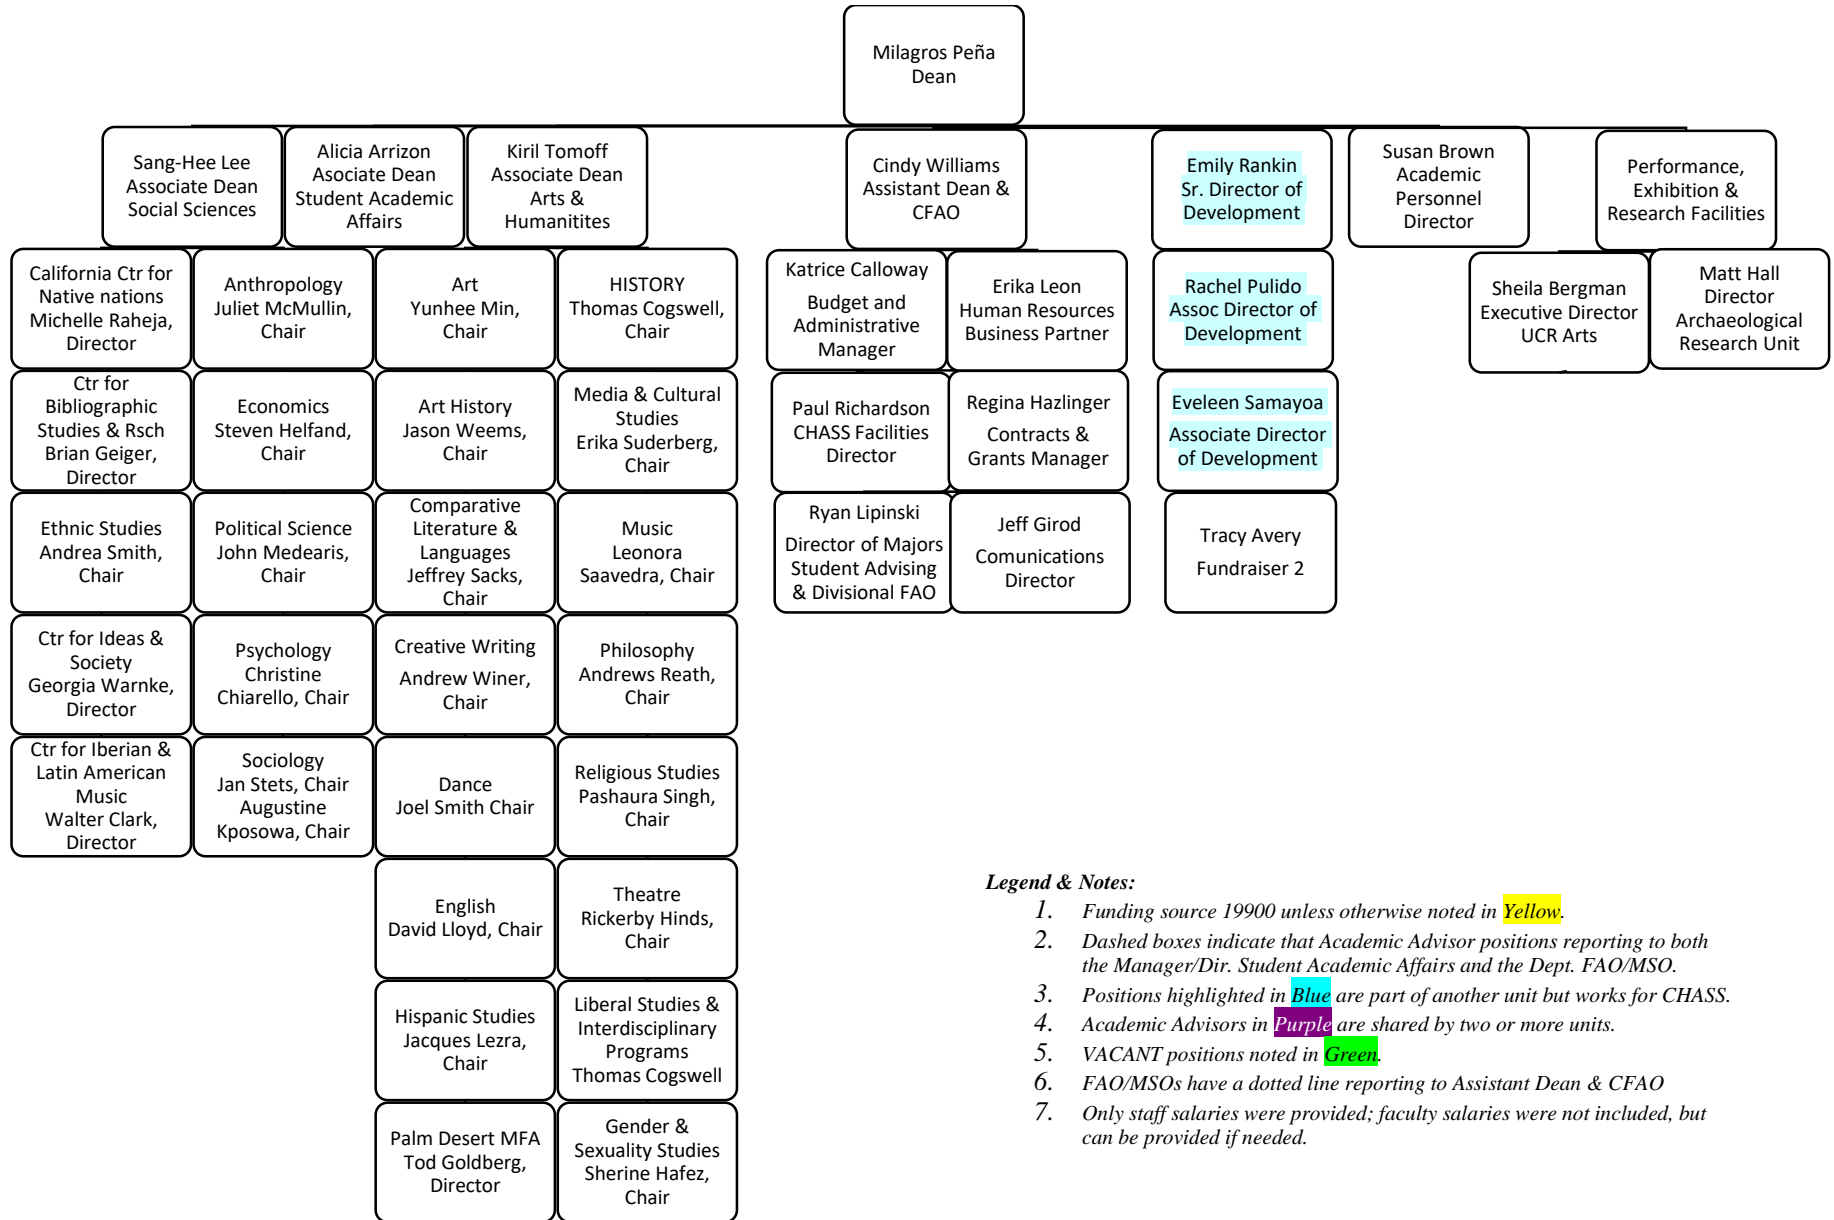 Milagros Peña
Dean
Sang-Hee Lee
Associate Dean
Social Sciences
Alicia Arrizon
Asociate Dean
Student Academic
Affairs
Kiril Tomoff
Associate Dean
Arts &
Humanitites
Cindy Williams
Assistant Dean &
CFAO
Emily Rankin
Sr. Director of
Development
Susan Brown
Academic
Personnel
Director
Performance,
Exhibition &
Research Facilities
California Ctr for
Native nations
Michelle Raheja,
Director
Anthropology
Juliet McMullin,
Chair
Art
Yunhee Min,
Chair
HISTORY
Thomas Cogswell,
Chair
Katrice Calloway
Budget and
Administrative
Manager
Erika Leon
Human Resources
Business Partner
Rachel Pulido
Assoc Director of
Development
Sheila Bergman
Executive Director
UCR Arts
Matt Hall
Director
Archaeological
Research Unit
Ctr for
Bibliographic
Studies & Rsch
Brian Geiger,
Director
Economics
Steven Helfand,
Chair
Art History
Jason Weems,
Chair
Media & Cultural
Studies
Erika Suderberg,
Chair
Paul Richardson
CHASS Facilities
Director
Regina Hazlinger
Contracts &
Grants Manager
Eveleen Samayoa
Associate Director
of Development
Ethnic Studies
Andrea Smith,
Chair
Political Science
John Medearis,
Chair
Comparative
Literature &
Languages
Jeffrey Sacks,
Chair
Music
Leonora
Saavedra, Chair
Ryan Lipinski
Director of Majors
Student Advising
& Divisional FAO
Jeff Girod
Comunications
Director
Tracy Avery
Fundraiser 2
Ctr for Ideas &
Society
Georgia Warnke,
Director
Psychology
Christine
Chiarello, Chair
Creative Writing
Andrew Winer,
Chair
Philosophy
Andrews Reath,
Chair
Ctr for Iberian &
Latin American
Music
Walter Clark,
Director
Sociology
Jan Stets, Chair
Augustine
Kposowa, Chair
Dance
Joel Smith Chair
Religious Studies
Pashaura Singh,
Chair
English
David Lloyd, Chair
Theatre
Rickerby Hinds,
Chair
Hispanic Studies
Jacques Lezra,
Chair
Liberal Studies &
Interdisciplinary
Programs
Thomas Cogswell
Palm Desert MFA
Tod Goldberg,
Director
Gender &
Sexuality Studies
Sherine Hafez,
Chair
Legend & Notes:
1. Funding source 19900 unless otherwise noted in Yellow.
2. Dashed boxes indicate that Academic Advisor positions reporting to both
the Manager/Dir. Student Academic Affairs and the Dept. FAO/MSO.
3. Positions highlighted in Blue are part of another unit but works for CHASS.
4. Academic Advisors in Purple are shared by two or more units.
5. VACANT positions noted in Green.
6. FAO/MSOs have a dotted line reporting to Assistant Dean & CFAO
7. Only staff salaries were provided; faculty salaries were not included, but
can be provided if needed.